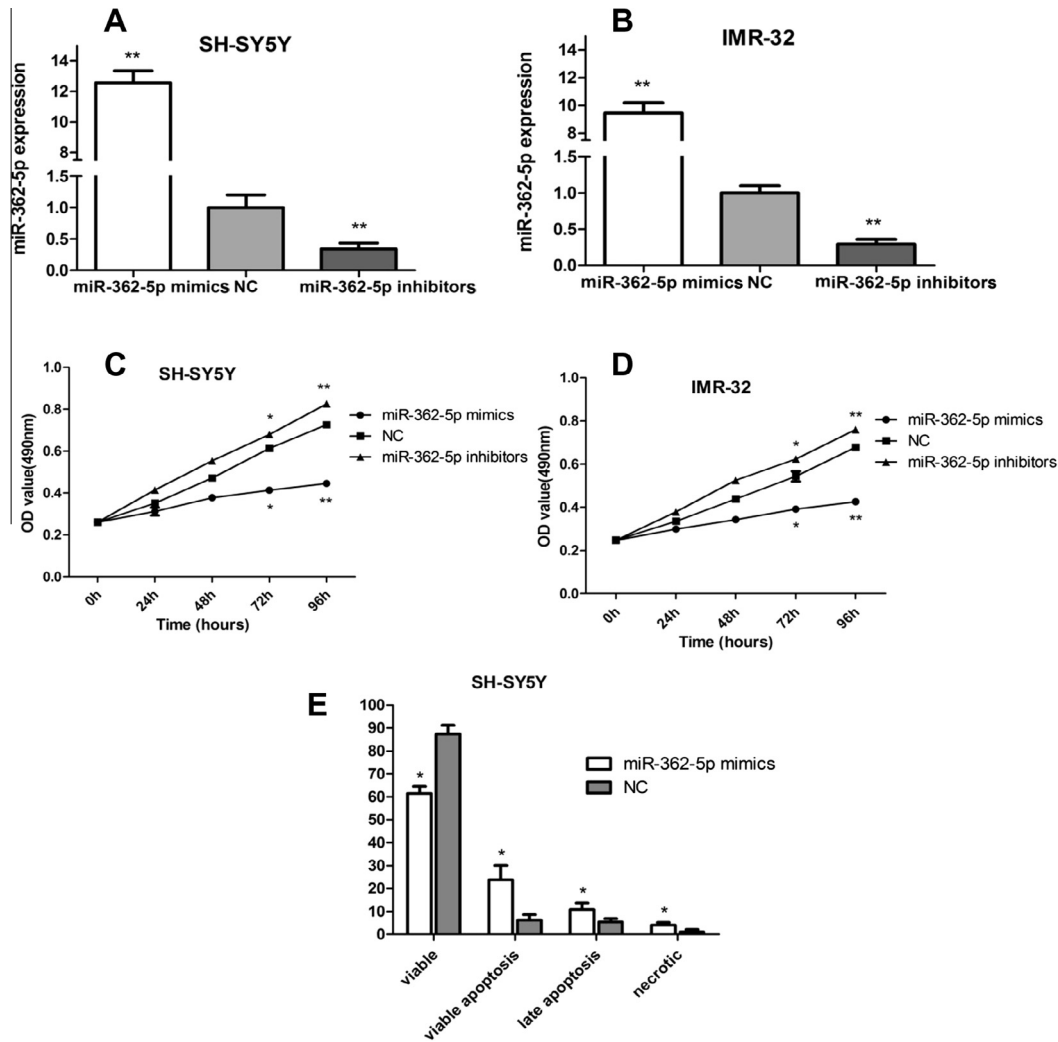 A
SH-SY5Y
miR-362-5p expression
14
12
10
8
1.5
1.0
0.5
0.0
**
**
miR-362-5p mimics NC
miR-362-5p inhibitors
B
IMR-32
miR-362-5p expression
14
12
10
8
1.5
1.0
0.5
0.0
**
**
miR-362-5p mimics NC
miR-362-5p inhibitors
C
SH-SY5Y
OD value(490nm)
1.0
0.8
0.6
0.4
0.2
0.0
*
**
*
**
miR-362-5p mimics
NC
miR-362-5p inhibitors
0h
24h
48h
72h
96h
Time (hours)
D
IMR-32
OD value(490nm)
1.0
0.8
0.6
0.4
0.2
0.0
*
**
*
**
miR-362-5p mimics
NC
miR-362-5p inhibitors
0h
24h
48h
72h
96h
Time (hours)
E
SH-SY5Y
100
90
80
70
60
50
40
30
20
10
0
*
*
*
*
miR-362-5p mimics
NC
viable
viable apoptosis
late apoptosis
necrotic